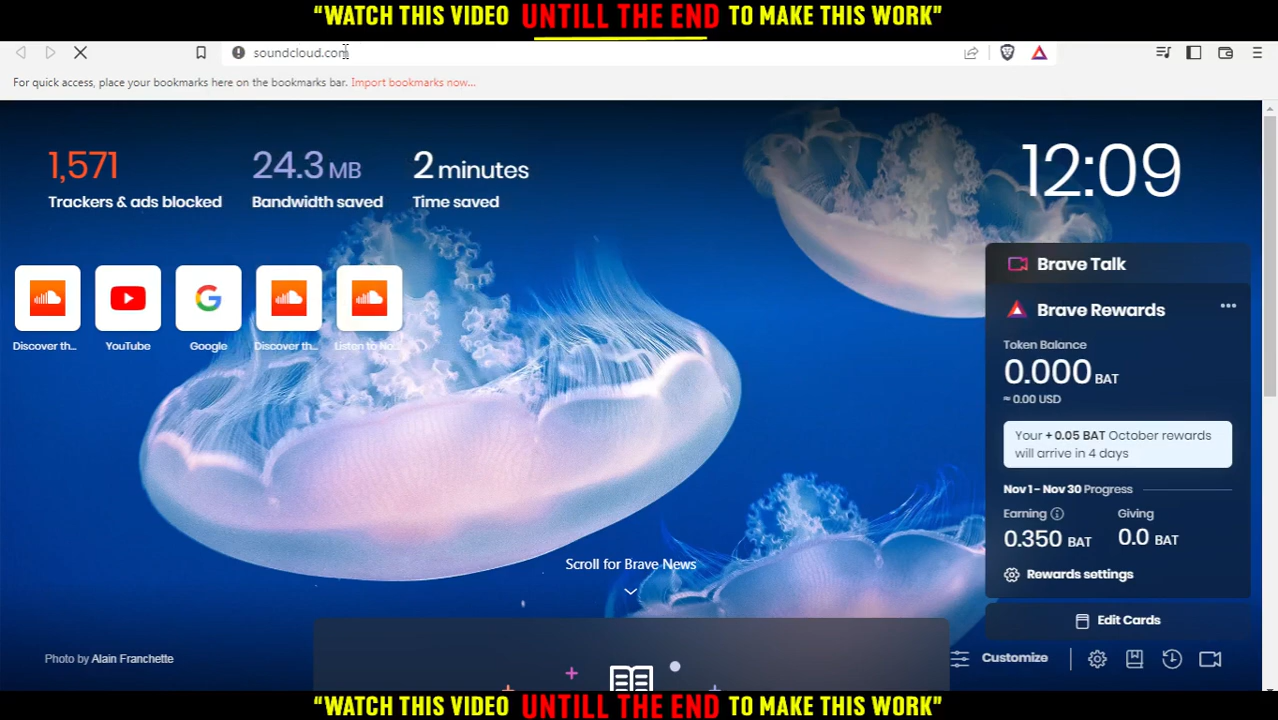 “WATCH THIS VIDEO UNTILL THE END TO MAKE THIS WORK”
soundcloud.com
For quick access, place your bookmarks here on the bookmarks bar. Import bookmarks now...
1,571
Trackers & ads blocked
24.3 MB
Bandwidth saved
2 minutes
Time saved
12:09
Discover th...
YouTube
Google
Discover th...
Listen to No...
Brave Talk
Brave Rewards
Token Balance
0.000 BAT
≈ 0.00 USD
Your +0.05 BAT October rewards
will arrive in 4 days
Nov 1 – Nov 30 Progress
Earning
0.350 BAT
Giving
0.0 BAT
Rewards settings
Edit Cards
Scroll for Brave News
Photo by Alain Franchette
Customize
“WATCH THIS VIDEO UNTILL THE END TO MAKE THIS WORK”